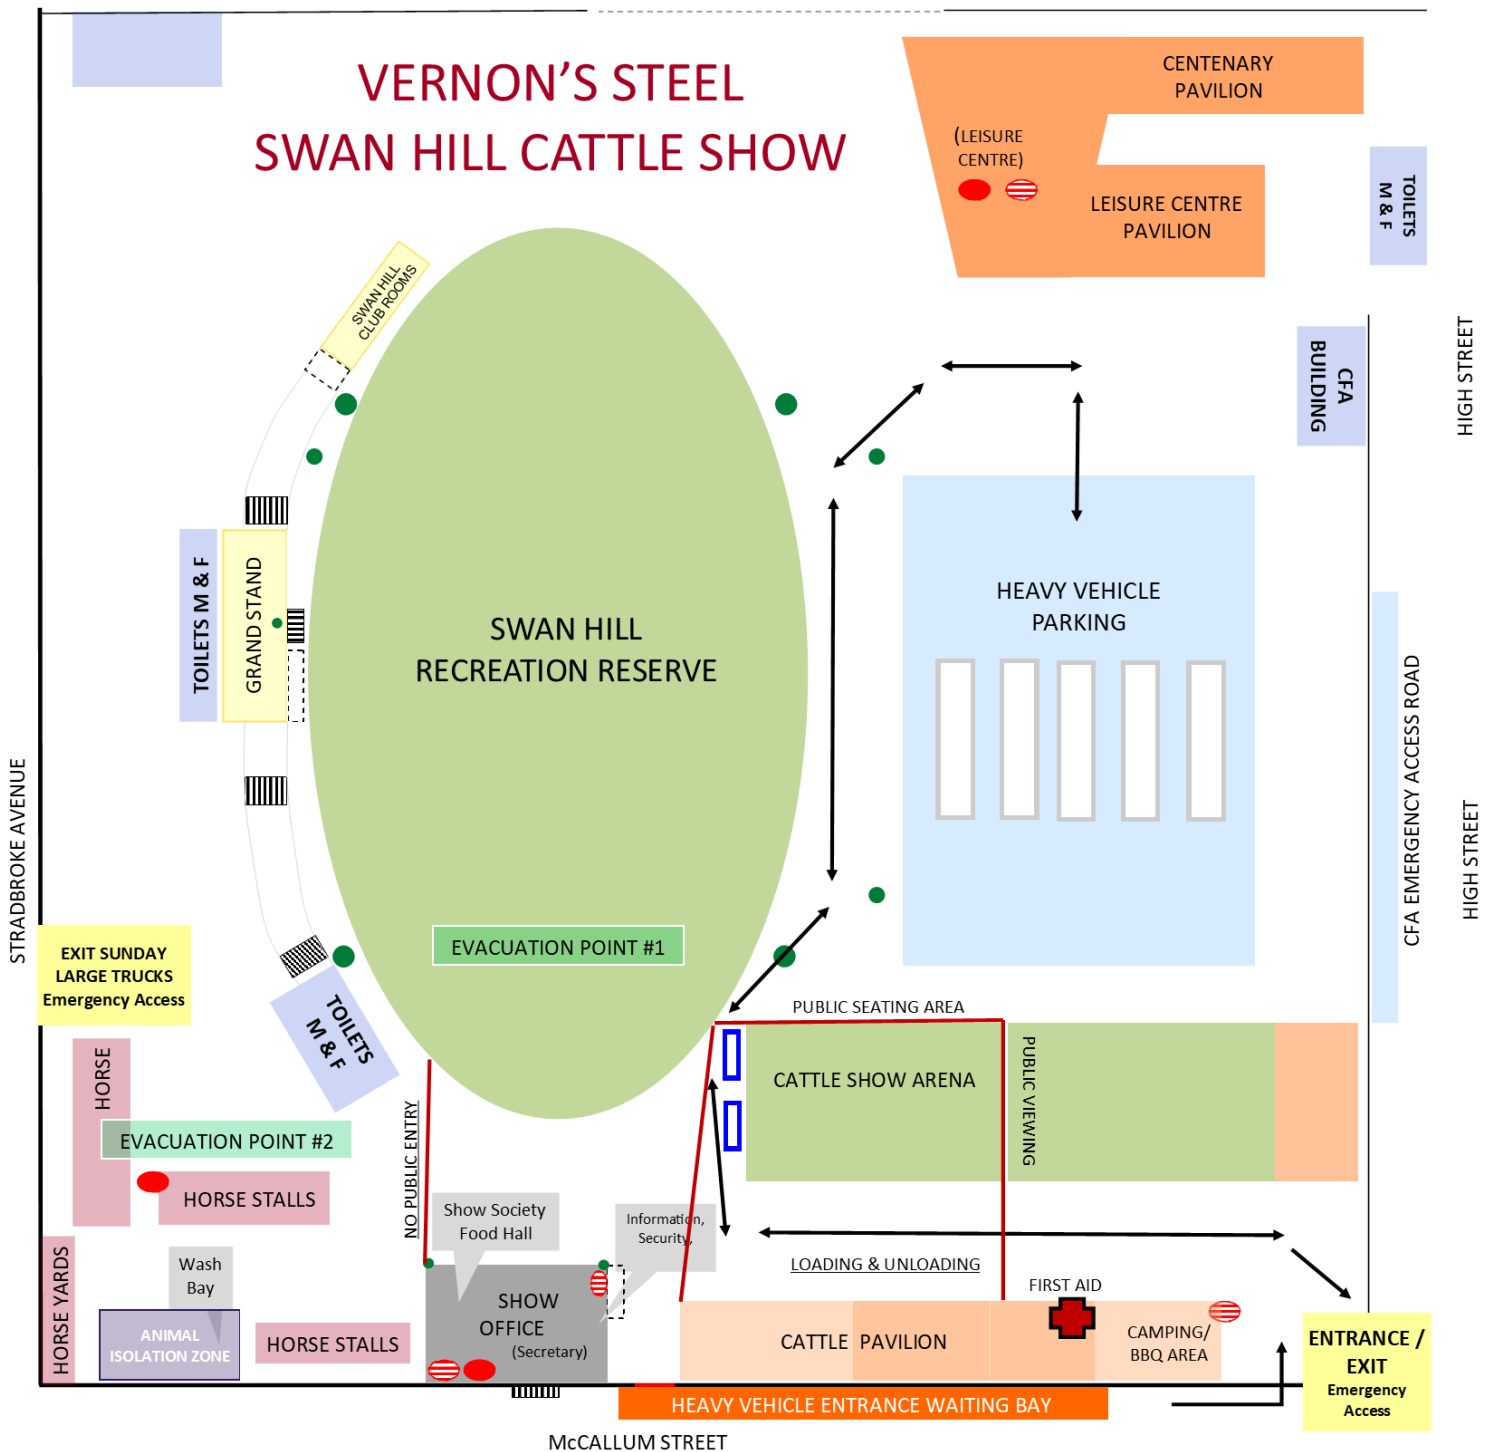 VERNON’S STEEL
SWAN HILL CATTLE SHOW
CENTENARY
PAVILION
(LEISURE
CENTRE)
LEISURE CENTRE
PAVILION
TOILETS
M & F
SWAN HILL
CLUB ROOMS
CFA
BUILDING
HIGH STREET
TOILETS M & F
GRAND STAND
SWAN HILL
RECREATION RESERVE
HEAVY VEHICLE
PARKING
STRADBROKE AVENUE
CFA EMERGENCY ACCESS ROAD
HIGH STREET
EXIT SUNDAY
LARGE TRUCKS
Emergency Access
EVACUATION POINT #1
TOILETS
M & F
PUBLIC SEATING AREA
HORSE
CATTLE SHOW ARENA
PUBLIC VIEWING
EVACUATION POINT #2
NO PUBLIC ENTRY
HORSE STALLS
Show Society
Food Hall
Information,
Security,
HORSE YARDS
Wash
Bay
LOADING & UNLOADING
FIRST AID
SHOW
OFFICE
(Secretary)
ANIMAL
ISOLATION ZONE
HORSE STALLS
CATTLE PAVILION
CAMPING/
BBQ AREA
ENTRANCE /
EXIT
Emergency
Access
HEAVY VEHICLE ENTRANCE WAITING BAY
McCALLUM STREET